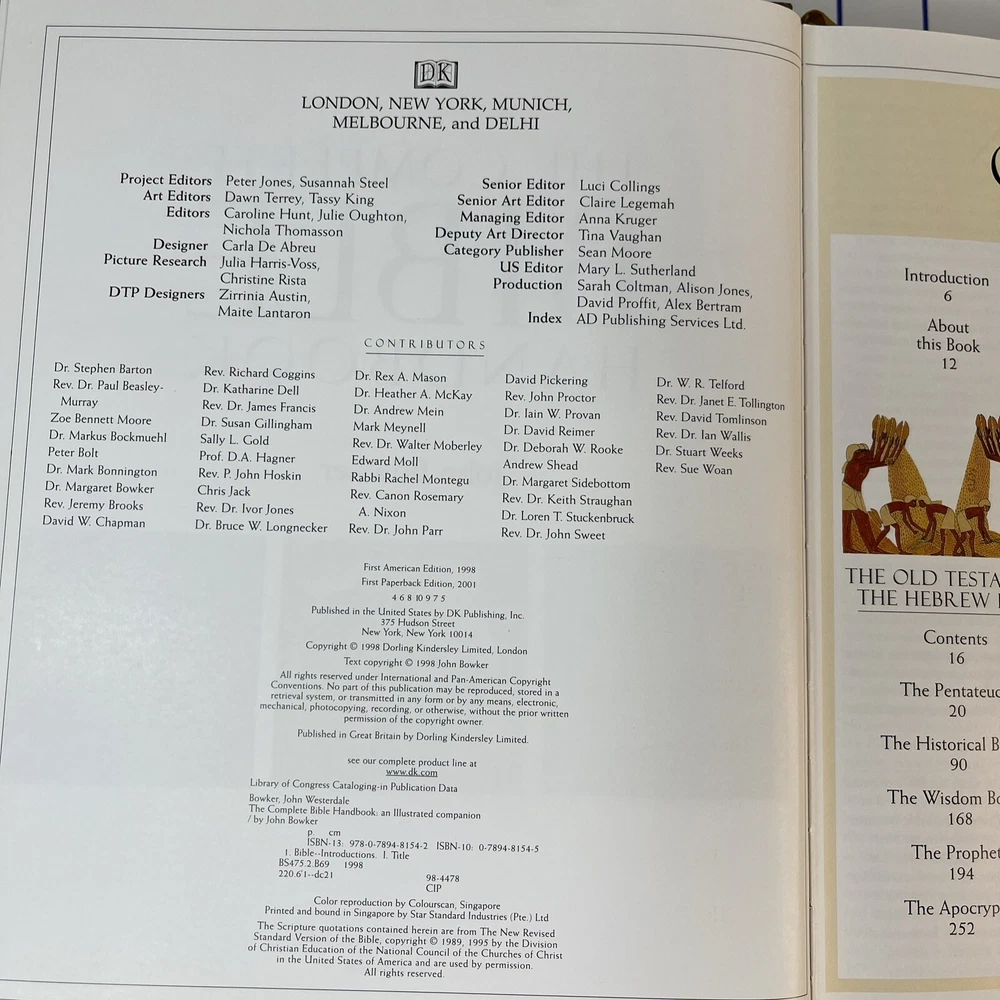 DK
LONDON, NEW YORK, MUNICH,
MELBOURNE, and DELHI
Project Editors Peter Jones, Susannah Steel
Art Editors Dawn Terrey, Tassy King
Editors Caroline Hunt, Julie Oughton,
Nichola Thomasson
Designer Carla De Abreu
Picture Research Julia Harris-Voss,
Christine Rista
DTP Designers Zirrinia Austin,
Maite Lantaron
Senior Editor Luci Collings
Senior Art Editor Claire Legemah
Managing Editor Anna Kruger
Deputy Art Director Tina Vaughan
Category Publisher Sean Moore
US Editor Mary L. Sutherland
Production Sarah Coltman, Alison Jones,
David Proffit, Alex Bertram
Index AD Publishing Services Ltd.
CONTRIBUTORS
Dr. Stephen Barton
Rev. Dr. Paul Beasley-
Murray
Zoe Bennett Moore
Dr. Markus Bockmuehl
Peter Bolt
Dr. Mark Bonnington
Dr. Margaret Bowker
Rev. Jeremy Brooks
David W. Chapman
Rev. Richard Coggins
Dr. Katharine Dell
Rev. Dr. James Francis
Dr. Susan Gillingham
Sally L. Gold
Prof. D.A. Hagner
Rev. P. John Hoskin
Chris Jack
Rev. Dr. Ivor Jones
Dr. Bruce W. Longnecker
Dr. Rex A. Mason
Dr. Heather A. McKay
Dr. Andrew Mein
Mark Meynell
Rev. Dr. Walter Moberley
Edward Moll
Rabbi Rachel Montegu
Rev. Canon Rosemary
A. Nixon
Rev. Dr. John Parr
David Pickering
Rev. John Proctor
Dr. Iain W. Provan
Dr. David Reimer
Dr. Deborah W. Rooke
Andrew Shead
Dr. Margaret Sidebottom
Rev. Dr. Keith Straughan
Dr. Loren T. Stuckenbruck
Rev. Dr. John Sweet
Dr. W. R. Telford
Rev. Dr. Janet E. Tollington
Rev. David Tomlinson
Rev. Dr. Ian Wallis
Dr. Stuart Weeks
Rev. Sue Woan
First American Edition, 1998
First Paperback Edition, 2001
4 6 8 10 9 7 5
Published in the United States by DK Publishing, Inc.
375 Hudson Street
New York, New York 10014
Copyright © 1998 Dorling Kindersley Limited, London
Text copyright © 1998 John Bowker
All rights reserved under International and Pan-American Copyright
Conventions. No part of this publication may be reproduced, stored in a
retrieval system, or transmitted in any form or by any means, electronic,
mechanical, photocopying, recording, or otherwise, without the prior written
permission of the copyright owner.
Published in Great Britain by Dorling Kindersley Limited.
see our complete product line at
www.dk.com
Library of Congress Cataloging-in Publication Data
Bowker, John Westerdale
The Complete Bible Handbook: an Illustrated companion
/ by John Bowker
p. cm
ISBN-13: 978-0-7894-8154-2 ISBN-10: 0-7894-8154-5
1. Bible--Introductions. I. Title
BS475.2.B69 1998
220.6'1--dc21 98-4478
CIP
Color reproduction by Colourscan, Singapore
Printed and bound in Singapore by Star Standard Industries (Pte.) Ltd
The Scripture quotations contained herein are from The New Revised
Standard Version of the Bible, copyright © 1989, 1995 by the Division
of Christian Education of the National Council of the Churches of Christ
in the United States of America and are used by permission.
All rights reserved.
Introduction
6
About
this Book
12
THE OLD TESTA
THE HEBREW
Contents
16
The Pentateuc
20
The Historical B
90
The Wisdom Bo
168
The Prophet
194
The Apocryp
252